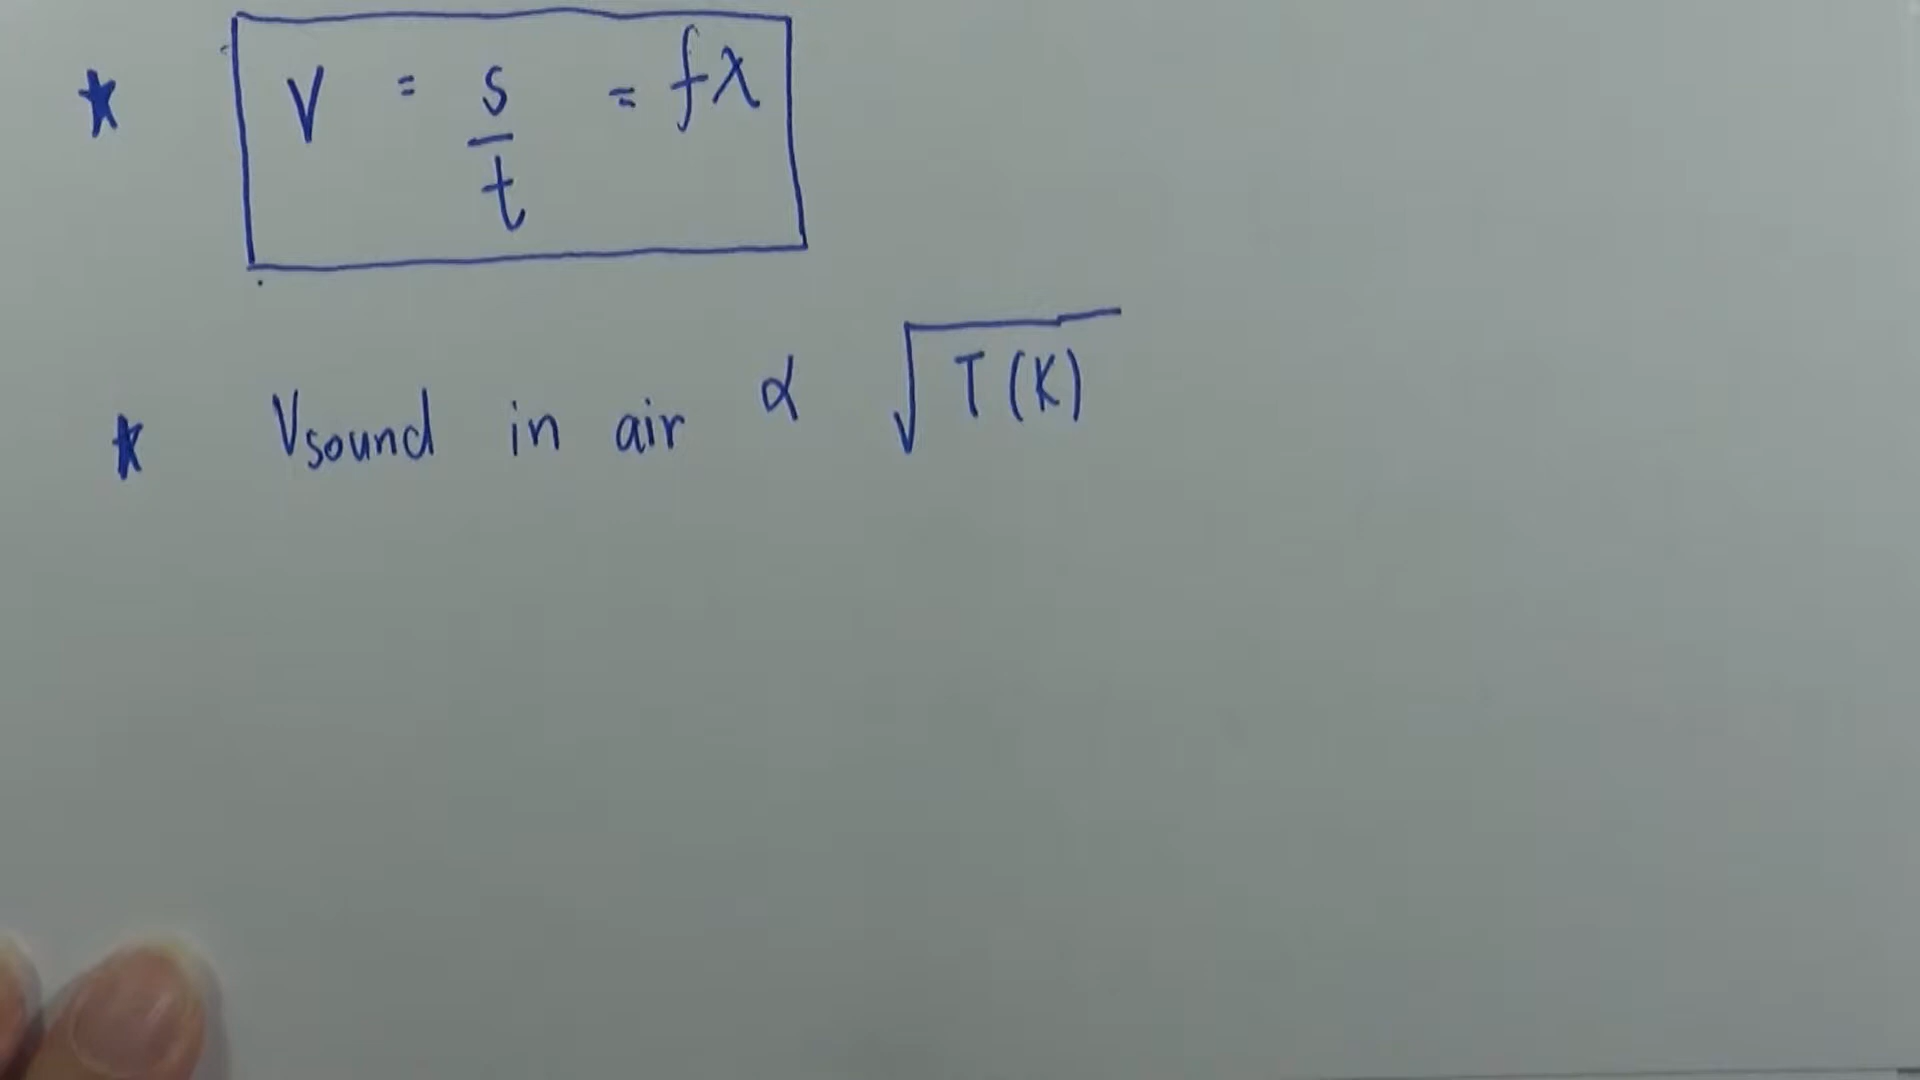 ★ V = s/t = fλ
★ Vsound in air ∝ √T(K)